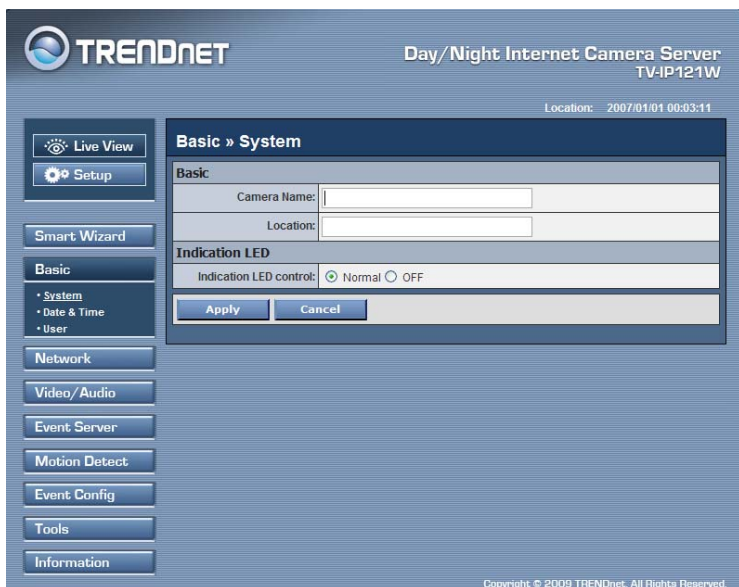 TRENDNET
Day/Night Internet Camera Server
TV-IP121W
Location: 2007/01/01 00:03:11
Live View
Setup
Smart Wizard
Basic
• System
• Date & Time
• User
Network
Video/Audio
Event Server
Motion Detect
Event Config
Tools
Information
Basic » System
Basic
Camera Name:
Location:
Indication LED
Indication LED control: Normal OFF
Apply Cancel
Copyright © 2009 TRENDnet. All Rights Reserved.